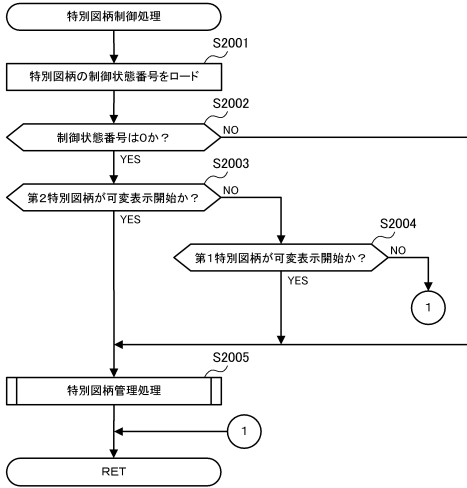 特別図柄制御処理
S2001
特別図柄の制御状態番号をロード
S2002
制御状態番号は0か？
NO
YES
S2003
第2特別図柄が可変表示開始か？
NO
YES
S2004
第1特別図柄が可変表示開始か？
NO
YES
1
S2005
特別図柄管理処理
1
RET